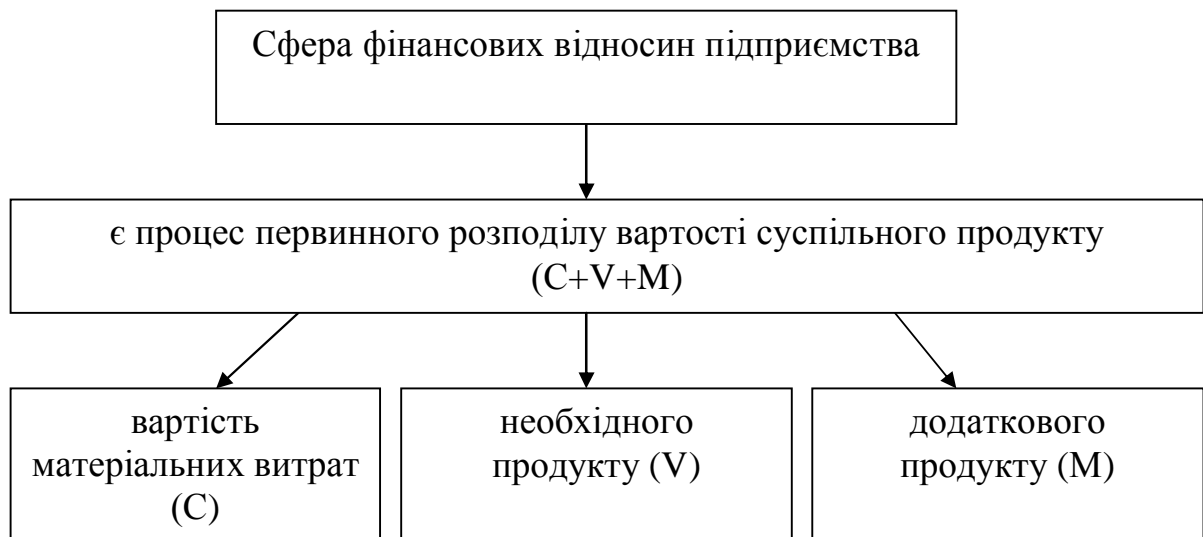 Сфера фінансових відносин підприємства
є процес первинного розподілу вартості суспільного продукту
(C+V+M)
вартість
матеріальних витрат
(C)
необхідного
продукту (V)
додаткового
продукту (M)